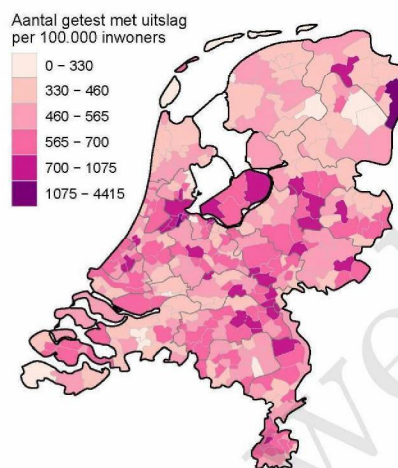 Aantal getest met uitslag
per 100.000 inwoners
0 – 330
330 – 460
460 – 565
565 – 700
700 – 1075
1075 – 4415